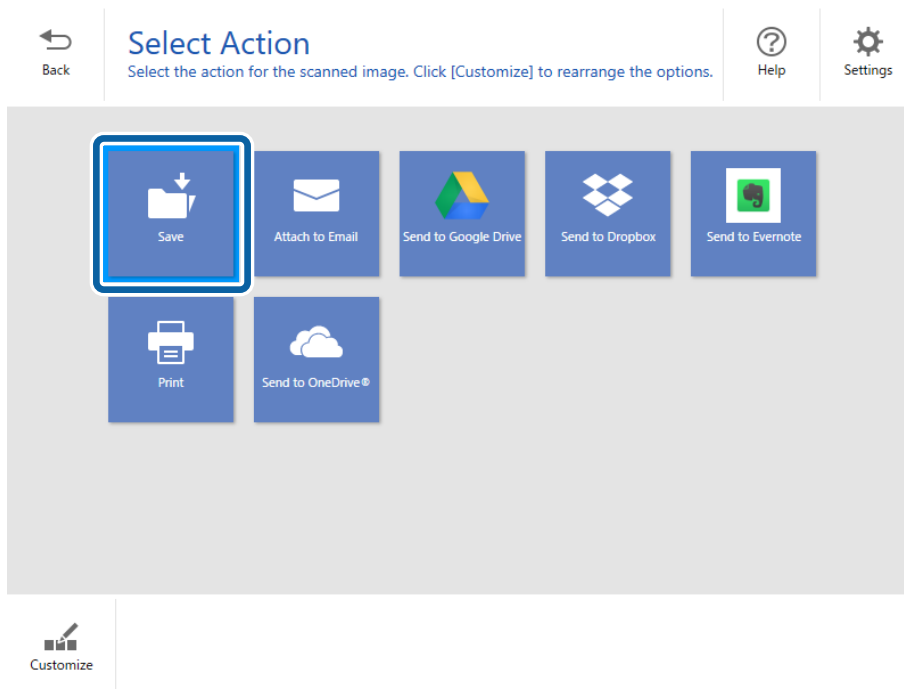 Select Action
Back
Select the action for the scanned image. Click [Customize] to rearrange the options.
Help
Settings
Save
Attach to Email
Send to Google Drive
Send to Dropbox
Send to Evernote
Print
Send to OneDrive®
Customize